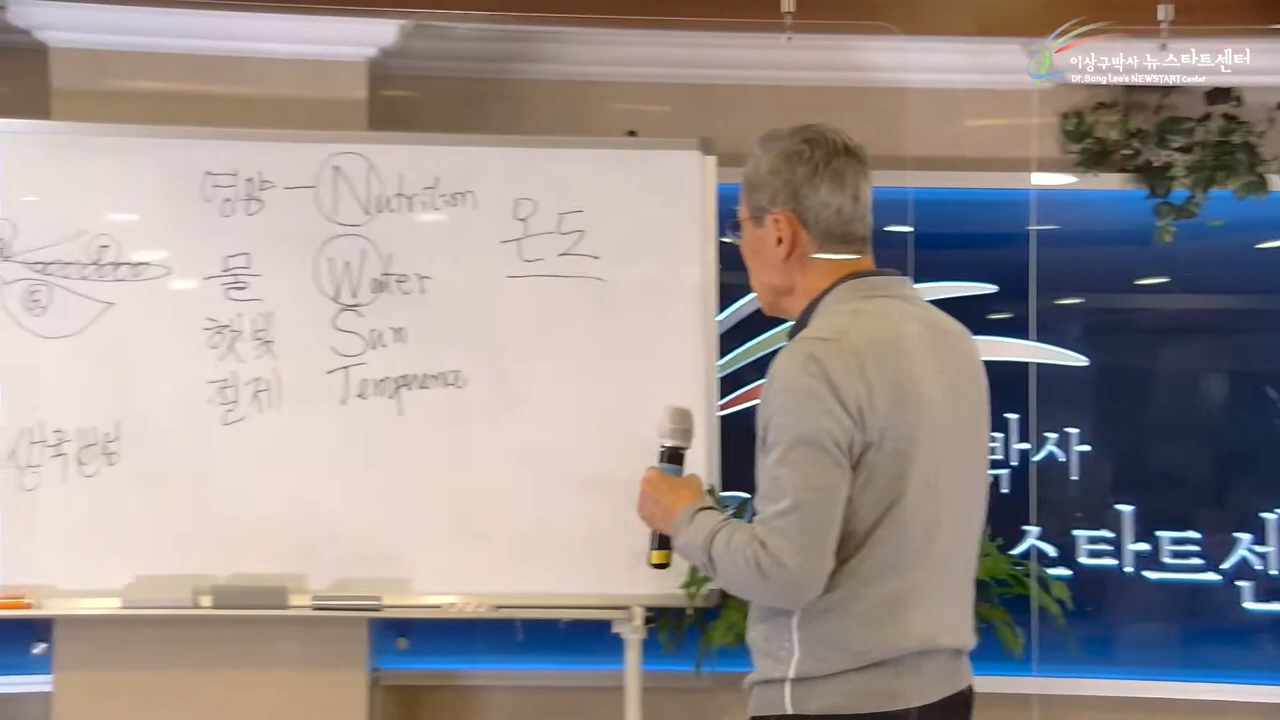 이상구박사 뉴스타트센터
Dr. Sang Lee's NEWSTART Center
영양 — Nutrition
온도
물 Water
햇빛 Sun
절제 Temperance
⑤
박사
스타트센